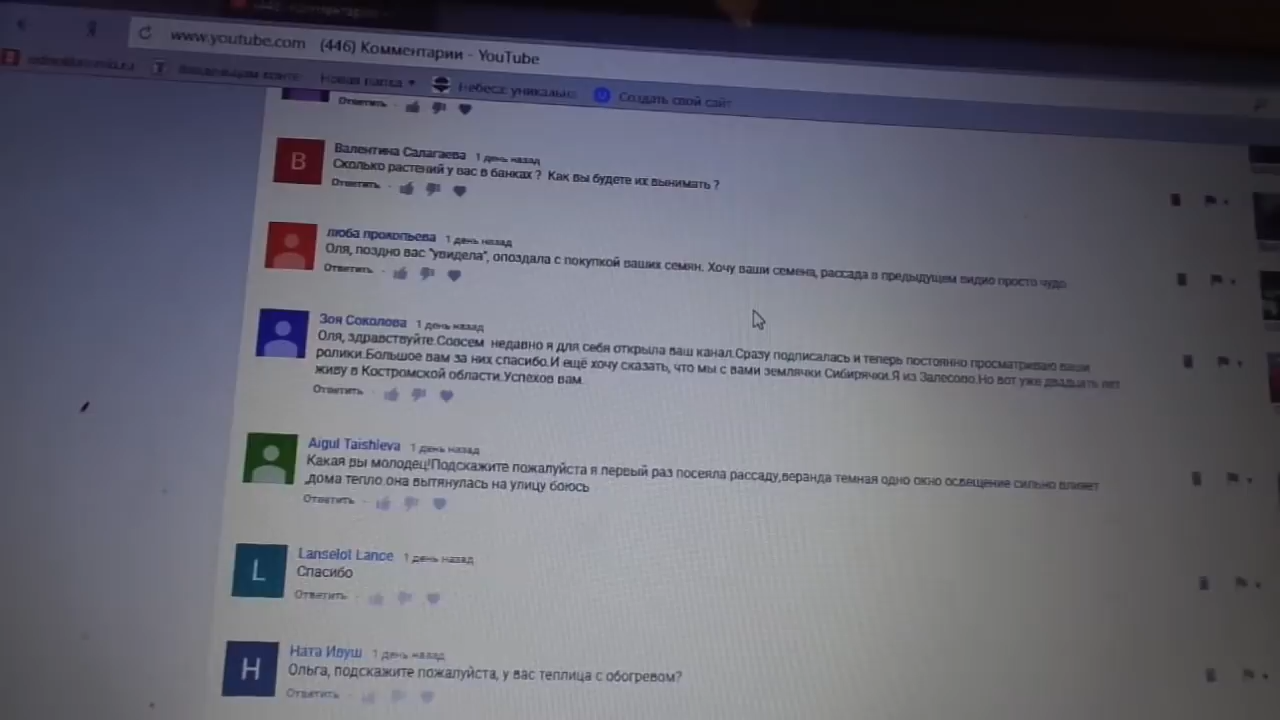 www.youtube.com (446) Комментарии - YouTube
Новая папка Небеса: уникальн Создать свой сайт
Ответить
В Валентина Салагаева 1 день назад
Сколько растений у вас в банках ? Как вы будете их вынимать ?
Ответить
люба прокопьева 1 день назад
Оля, поздно вас "увидела", опоздала с покупкой ваших семян. Хочу ваши семена, рассада в предыдущем видио просто чудо
Ответить
Зоя Соколова 1 день назад
Оля, здравствуйте.Совсем недавно я для себя открыла ваш канал.Сразу подписалась и теперь постоянно просматриваю ваши
ролики.Большое вам за них спасибо.И ещё хочу сказать, что мы с вами землячки Сибирячки.Я из Залесово.Но вот уже двадцать лет
живу в Костромской области.Успехов вам.
Ответить
Aigul Taishieva 1 день назад
Какая вы молодец!Подскажите пожалуйста я первый раз посеяла рассаду,веранда темная одно окно освещение сильно влияет
,дома тепло она вытянулась на улицу боюсь
Ответить
L Lanselol Lance 1 день назад
Спасибо
Ответить
Н Ната Ивуш 1 день назад
Ольга, подскажите пожалуйста, у вас теплица с обогревом?
Ответить